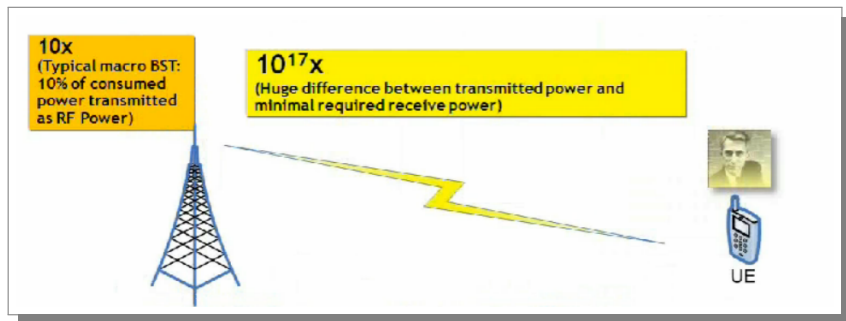 10x
(Typical macro BST:
10% of consumed
power transmitted
as RF Power)
10¹⁷x
(Huge difference between transmitted power and
minimal required receive power)
UE